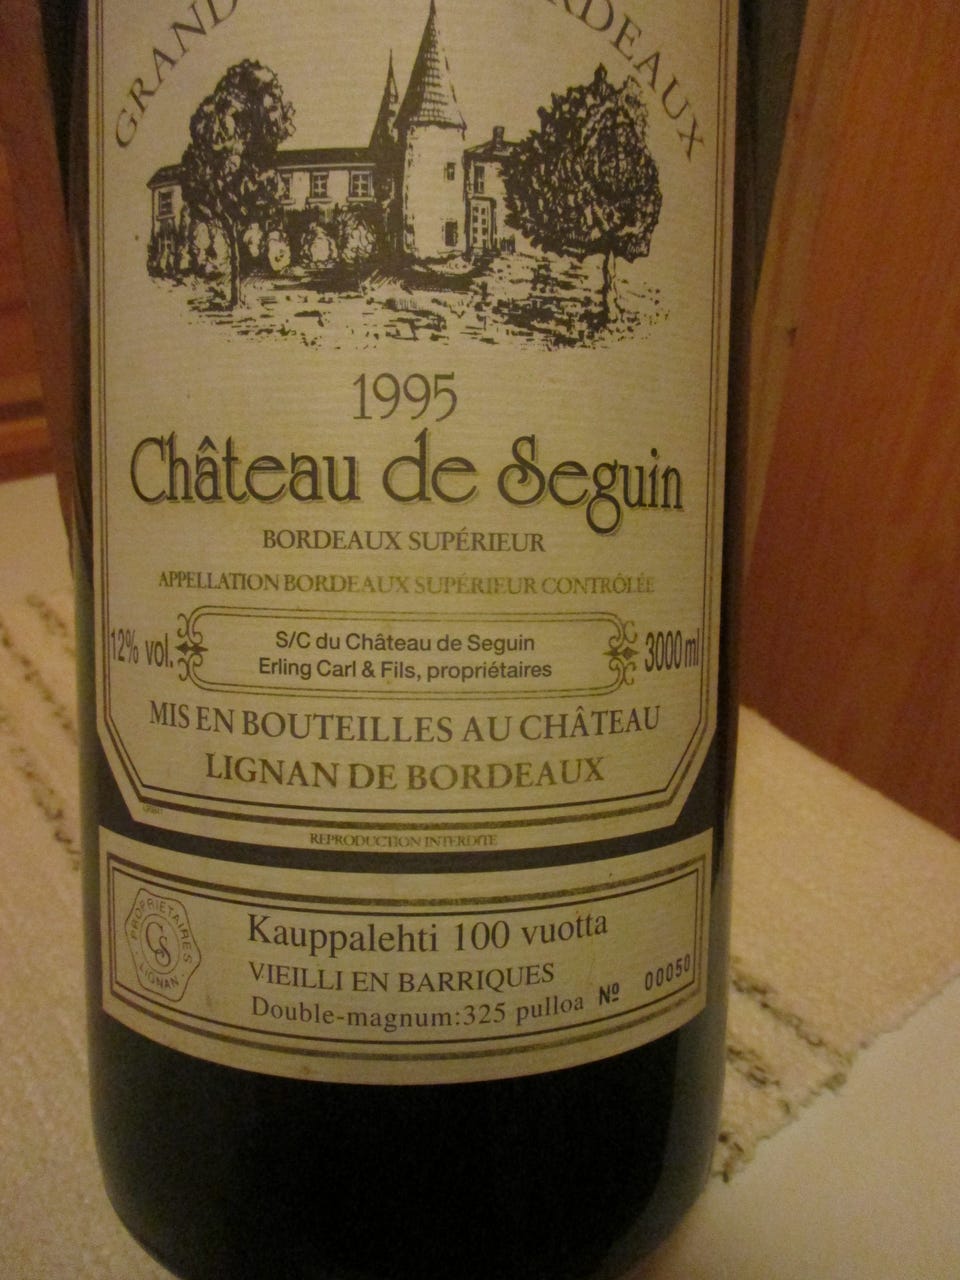 GRAND
1995
Château de Seguin
BORDEAUX SUPÉRIEUR
APPELLATION BORDEAUX SUPÉRIEUR CONTRÔLÉE
12% vol.
S/C du Château de Seguin
Erling Carl & Fils, propriétaires
3000 ml
MIS EN BOUTEILLES AU CHÂTEAU
LIGNAN DE BORDEAUX
REPRODUCTION INTERDITE
PROPRIETAIRES
CS
LIGNAN
Kauppalehti 100 vuotta
VIEILLI EN BARRIQUES
Double-magnum:325 pulloa Nº 00050